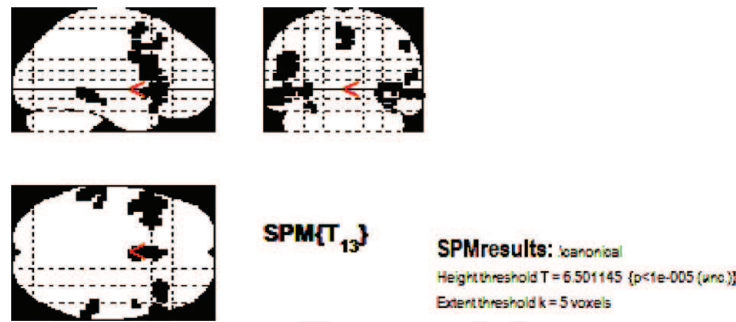 SPM{T13}
SPMresults: .\canonical
Height threshold T = 6.501145 {p<1e-005 (unc.)}
Extent threshold k = 5 voxels